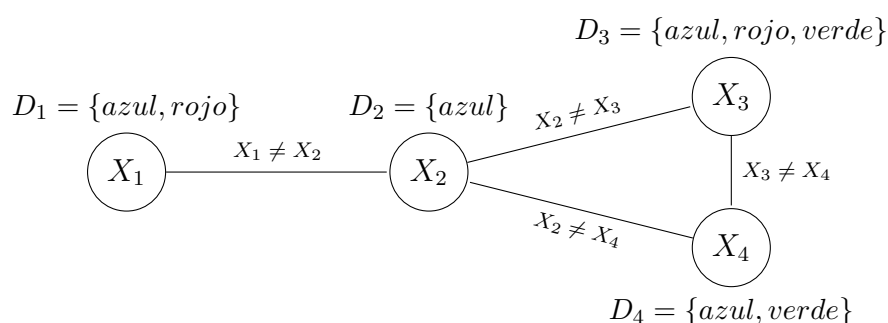 D₃ = {azul, rojo, verde}
D₁ = {azul, rojo}
D₂ = {azul}
X₃
X₂ ≠ X₃
X₁ ≠ X₂
X₁
X₂
X₃ ≠ X₄
X₂ ≠ X₄
X₄
D₄ = {azul, verde}